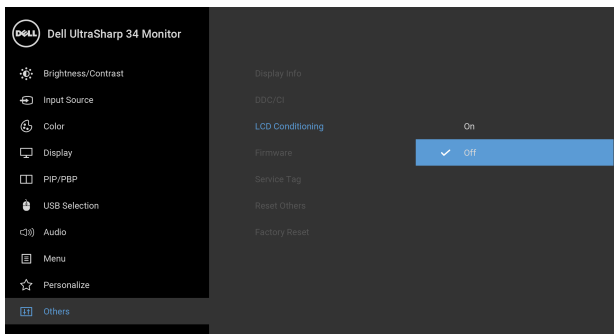 DELL Dell UltraSharp 34 Monitor
Brightness/Contrast
Display Info
Input Source
DDC/CI
Color
LCD Conditioning
On
Display
Firmware
Off
PIP/PBP
Service Tag
USB Selection
Reset Others
Audio
Factory Reset
Menu
Personalize
Others